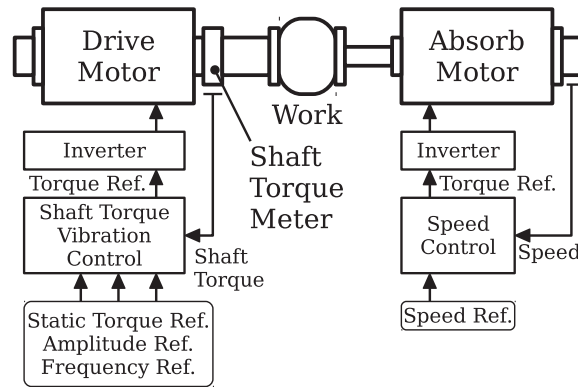 Drive
Motor
Absorb
Motor
Work
Shaft
Torque
Meter
Inverter
Torque Ref.
Shaft Torque
Vibration
Control
Shaft
Torque
Static Torque Ref.
Amplitude Ref.
Frequency Ref.
Inverter
Torque Ref.
Speed
Control
Speed
Speed Ref.